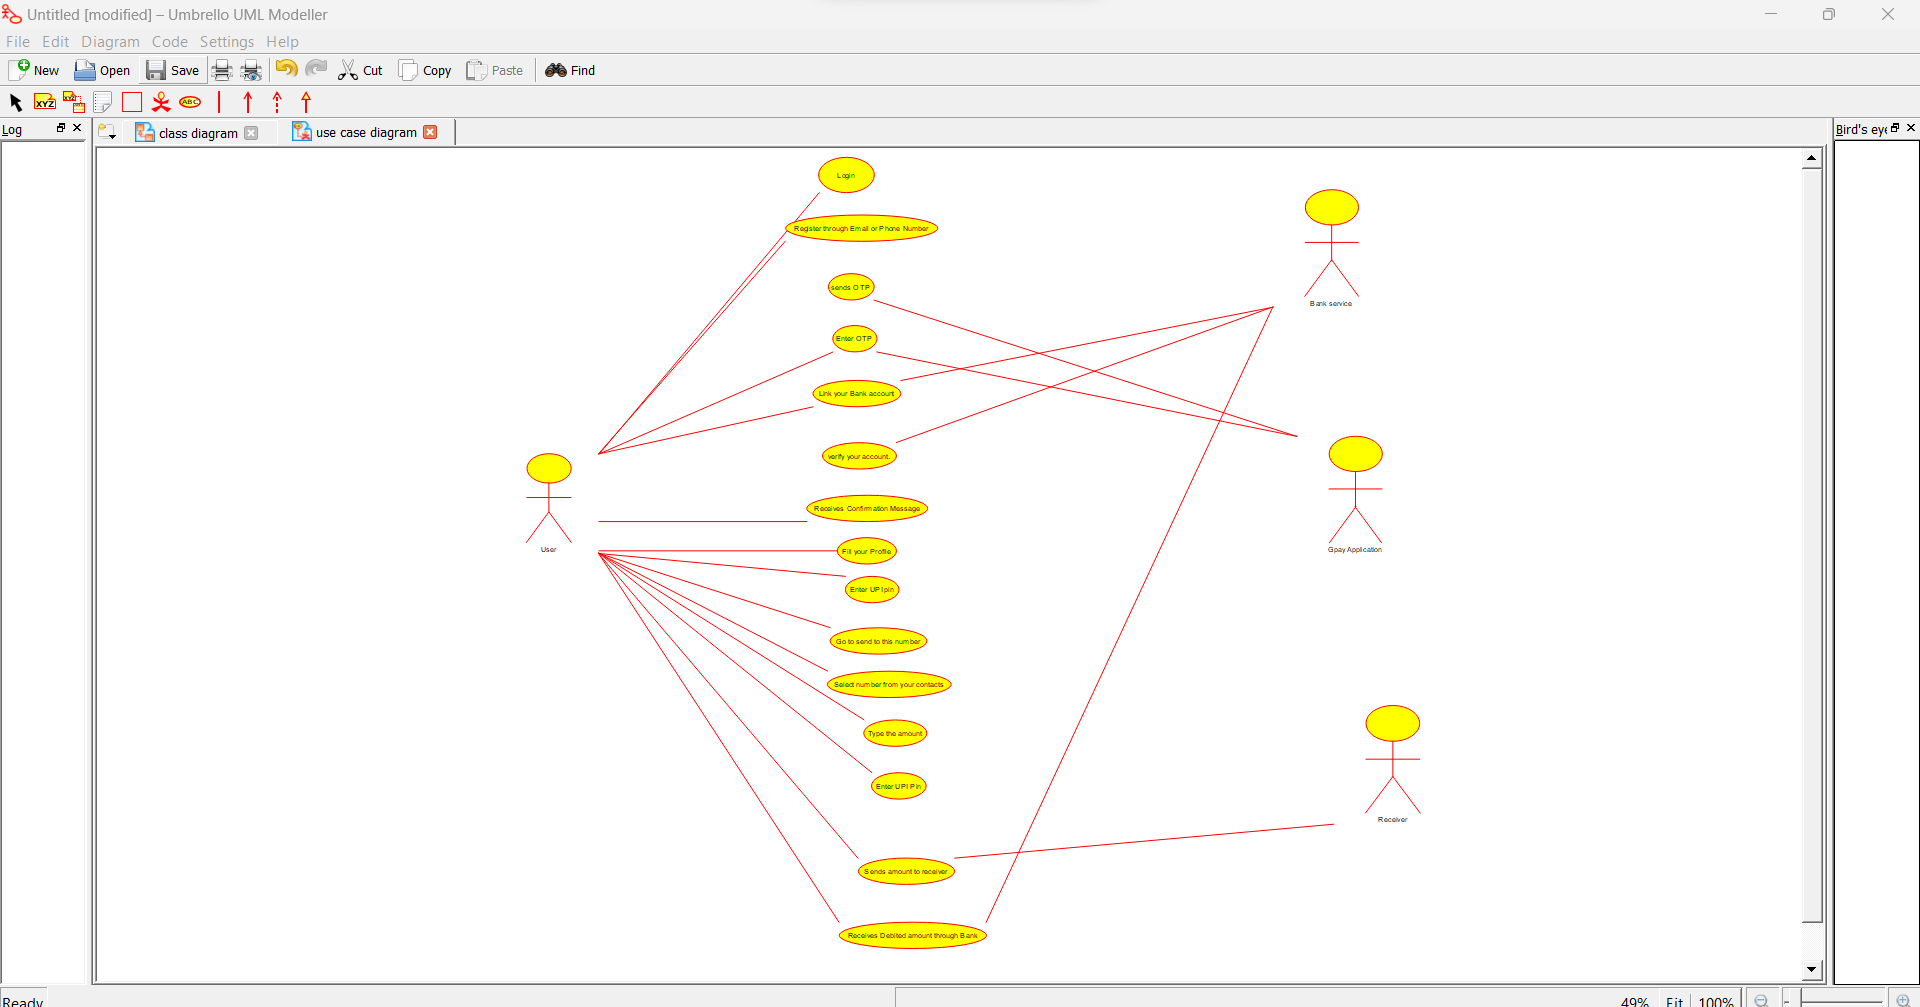 Untitled [modified] – Umbrello UML Modeller
File Edit Diagram Code Settings Help
New Open Save Cut Copy Paste Find
XYZ XYZ ABC
Log
class diagram
use case diagram
Bird's eye
Login
Register through Email or Phone Number
sends OTP
Enter OTP
Link your Bank account
verify your account.
Receives Confirmation Message
Fill your Profile
Enter UPI pin
Go to send to this number
Select number from your contacts
Type the amount
Enter UPI Pin
Sends amount to receiver
Receives Debited amount through Bank
User
Bank service
Gpay Application
Receiver
Ready
49% Fit 100%